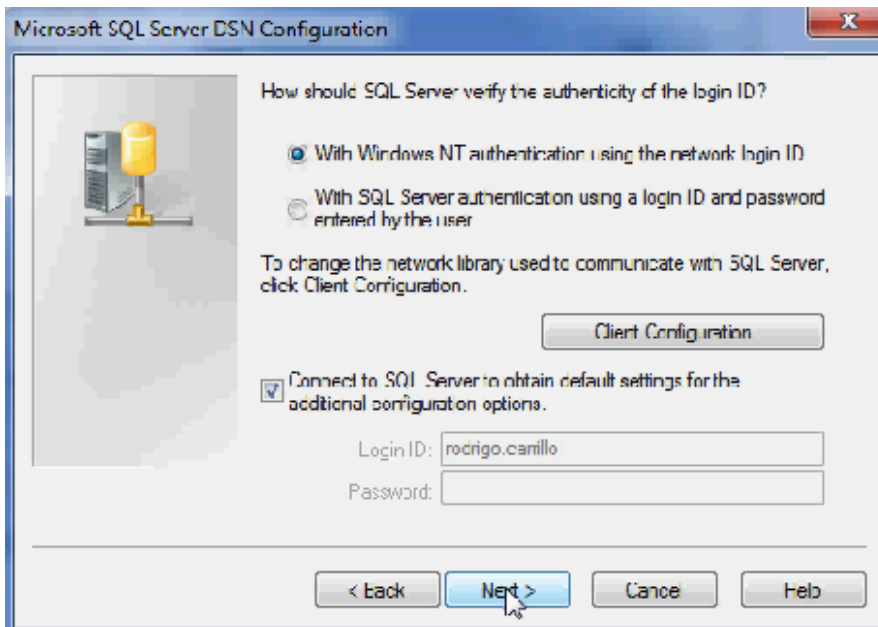 Microsoft SQL Server DSN Configuration
X
How should SQL Server verify the authenticity of the login ID?
With Windows NT authentication using the network login ID
With SQL Server authentication using a login ID and password
entered by the user
To change the network library used to communicate with SQL Server,
click Client Configuration.
Client Configuration
Connect to SQL Server to obtain default settings for the
additional configuration options.
Login ID: rodrigo.carrillo
Password:
< Back Next > Cancel Help